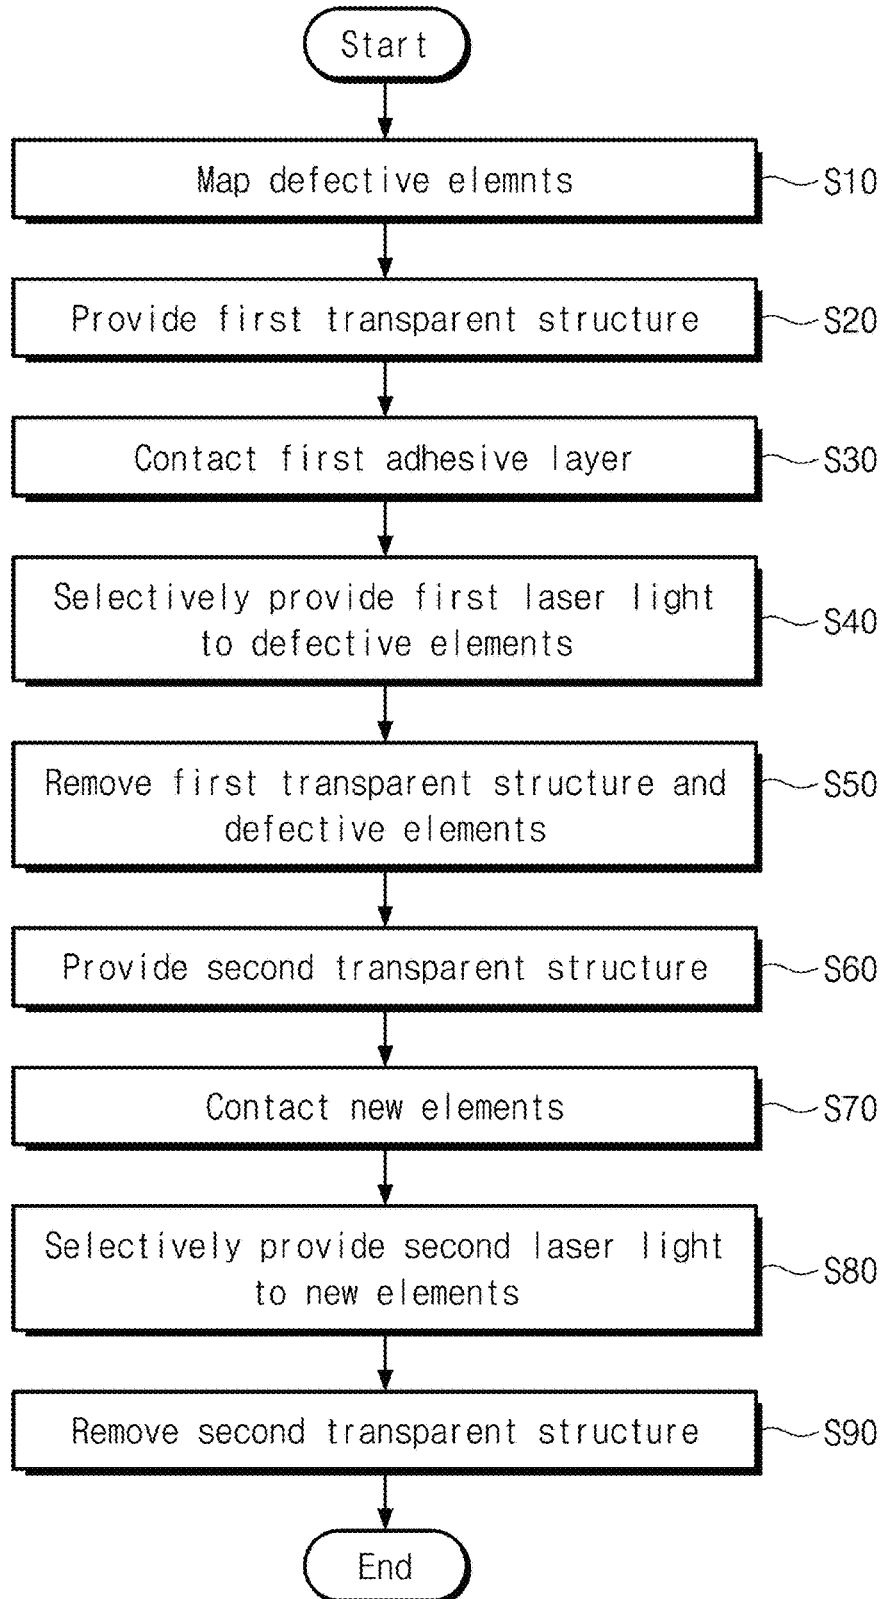 Start
Map defective elemnts
S10
Provide first transparent structure
S20
Contact first adhesive layer
S30
Selectively provide first laser light
to defective elements
S40
Remove first transparent structure and
defective elements
S50
Provide second transparent structure
S60
Contact new elements
S70
Selectively provide second laser light
to new elements
S80
Remove second transparent structure
S90
End